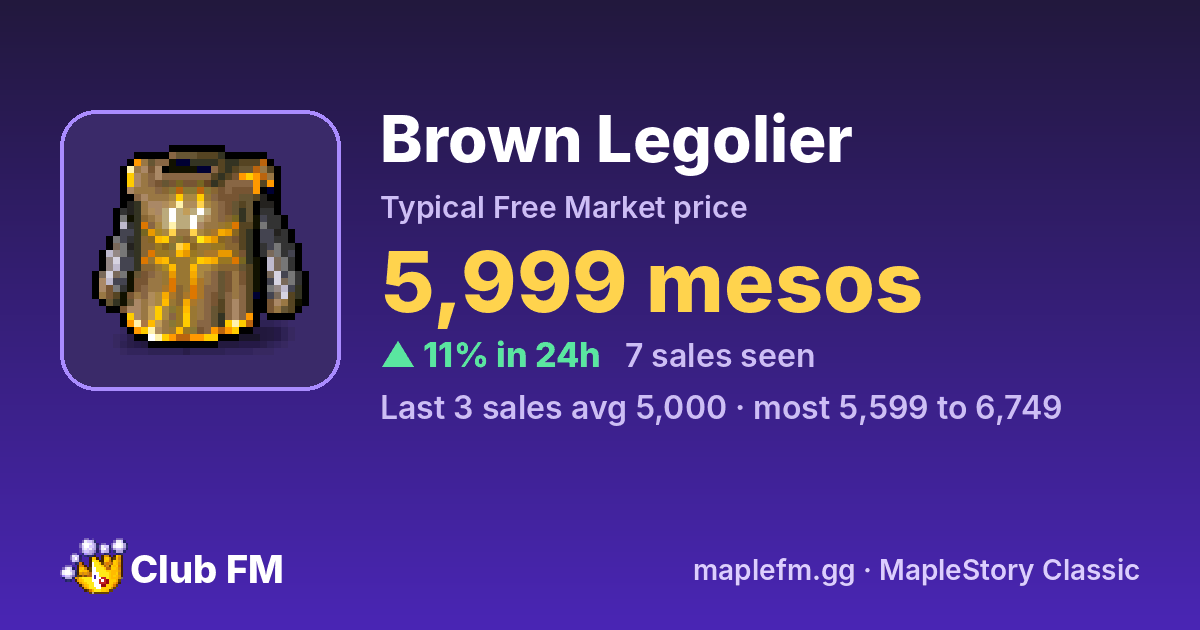 Brown Legolier
Typical Free Market price
5,999 mesos
▲ 11% in 24h 7 sales seen
Last 3 sales avg 5,000 · most 5,599 to 6,749
Club FM
maplefm.gg · MapleStory Classic